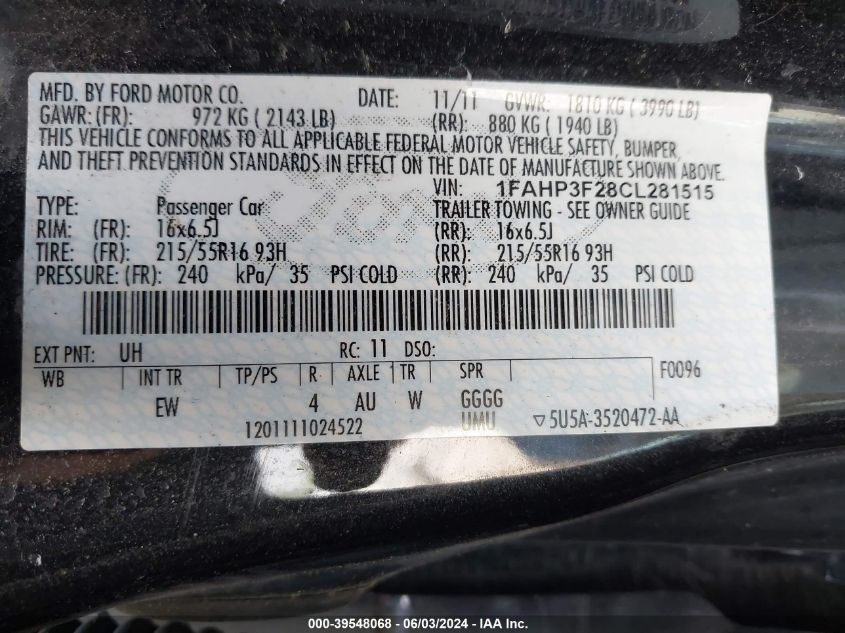 MFD. BY FORD MOTOR CO. DATE: 11/11 GVWR: 1810 KG ( 3990 LB)
GAWR: (FR): 972 KG ( 2143 LB) (RR): 880 KG ( 1940 LB)
THIS VEHICLE CONFORMS TO ALL APPLICABLE FEDERAL MOTOR VEHICLE SAFETY, BUMPER,
AND THEFT PREVENTION STANDARDS IN EFFECT ON THE DATE OF MANUFACTURE SHOWN ABOVE.
VIN: 1FAHP3F28CL281515
TYPE: Passenger Car TRAILER TOWING - SEE OWNER GUIDE
RIM: (FR): 16x6.5J (RR): 16x6.5J
TIRE: (FR): 215/55R16 93H (RR): 215/55R16 93H
PRESSURE: (FR): 240 kPa/ 35 PSI COLD (RR): 240 kPa/ 35 PSI COLD
EXT PNT: UH RC: 11 DSO:
WB INT TR TP/PS R AXLE TR SPR F0096
EW 4 AU W GGGG
1201111024522 UMU ▽5U5A-3520472-AA
000-39548068 - 06/03/2024 - IAA Inc.